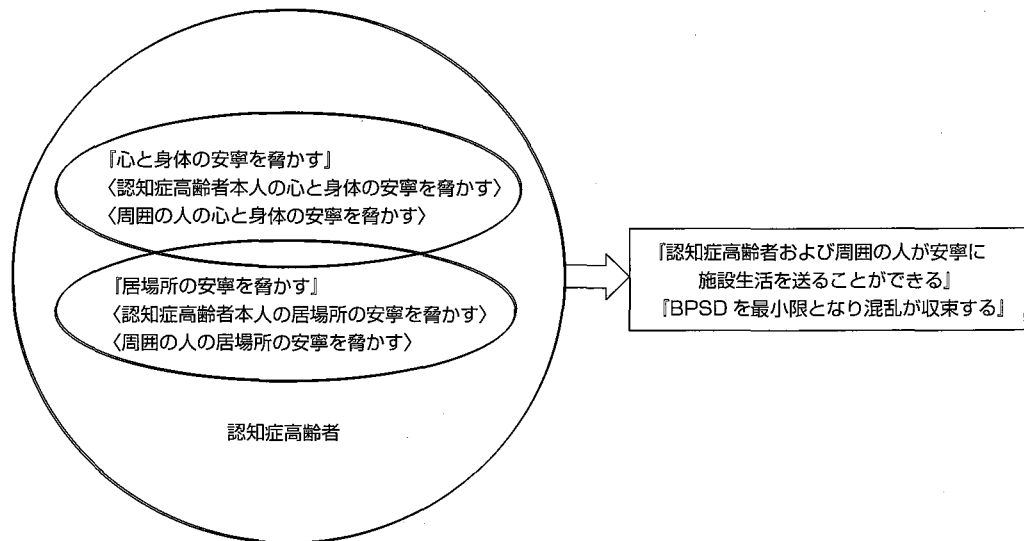 『心と身体の安寧を脅かす』
〈認知症高齢者本人の心と身体の安寧を脅かす〉
〈周囲の人の心と身体の安寧を脅かす〉
『居場所の安寧を脅かす』
〈認知症高齢者本人の居場所の安寧を脅かす〉
〈周囲の人の居場所の安寧を脅かす〉
認知症高齢者
『認知症高齢者および周囲の人が安寧に
施設生活を送ることができる』
『BPSDを最小限となり混乱が収束する』